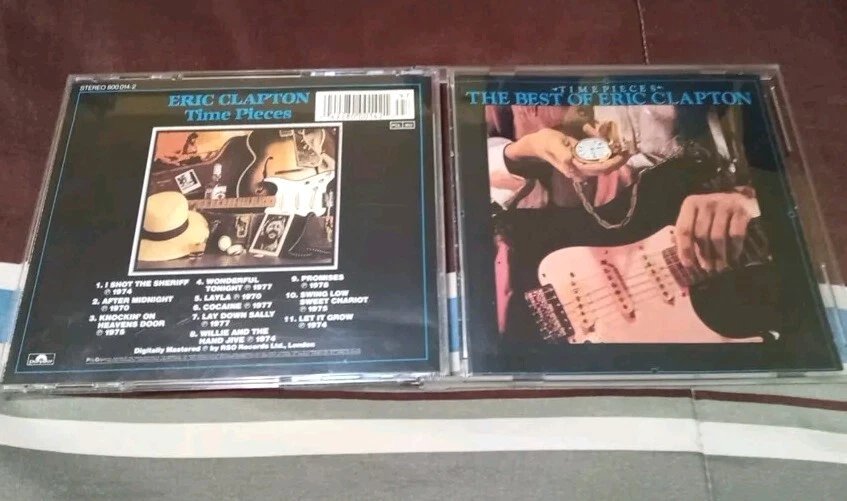 STEREO 800 014-2
ERIC CLAPTON
Time Pieces
1. I SHOT THE SHERIFF
℗ 1974
2. AFTER MIDNIGHT
℗ 1970
3. KNOCKIN' ON
HEAVENS DOOR
℗ 1975
4. WONDERFUL
TONIGHT ℗ 1977
5. LAYLA ℗ 1970
6. COCAINE ℗ 1977
7. LAY DOWN SALLY
℗ 1977
8. WILLIE AND THE
HAND JIVE ℗ 1974
9. PROMISES
℗ 1978
10. SWING LOW
SWEET CHARIOT
℗ 1975
11. LET IT GROW
℗ 1974
Digitally Mastered ℗ by RSO Records Ltd., London
TIMEPIECES
THE BEST OF ERIC CLAPTON